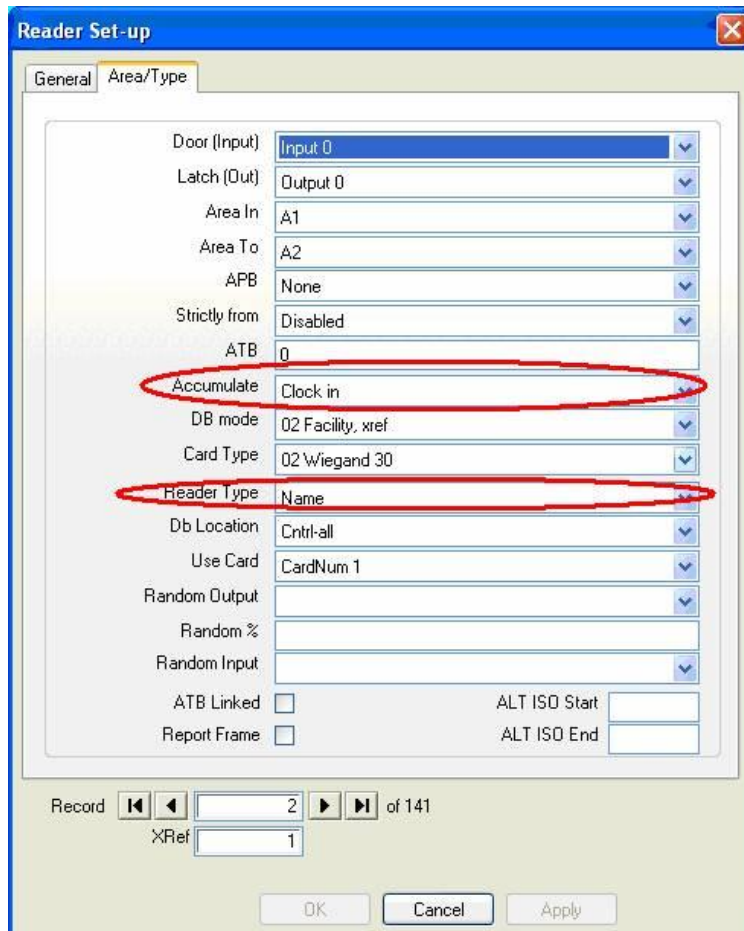 Reader Set-up
General Area/Type
Door (Input) Input 0
Latch (Out) Output 0
Area In A1
Area To A2
APB None
Strictly from Disabled
ATB 0
Accumulate Clock in
DB mode 02 Facility, xref
Card Type 02 Wiegand 30
Reader Type Name
Db Location Cntrl-all
Use Card CardNum 1
Random Output
Random %
Random Input
ATB Linked ALT ISO Start
Report Frame ALT ISO End
Record 2 of 141
XRef 1
OK Cancel Apply